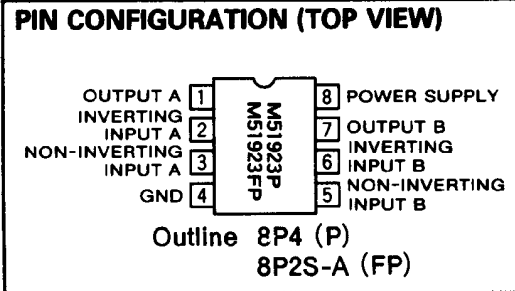 PIN CONFIGURATION (TOP VIEW)
OUTPUT A 1
INVERTING
INPUT A 2
NON-INVERTING
INPUT A 3
GND 4
M51923P
M51923FP
8 POWER SUPPLY
7 OUTPUT B
INVERTING
6 INPUT B
NON-INVERTING
5 INPUT B
Outline 8P4 (P)
8P2S-A (FP)